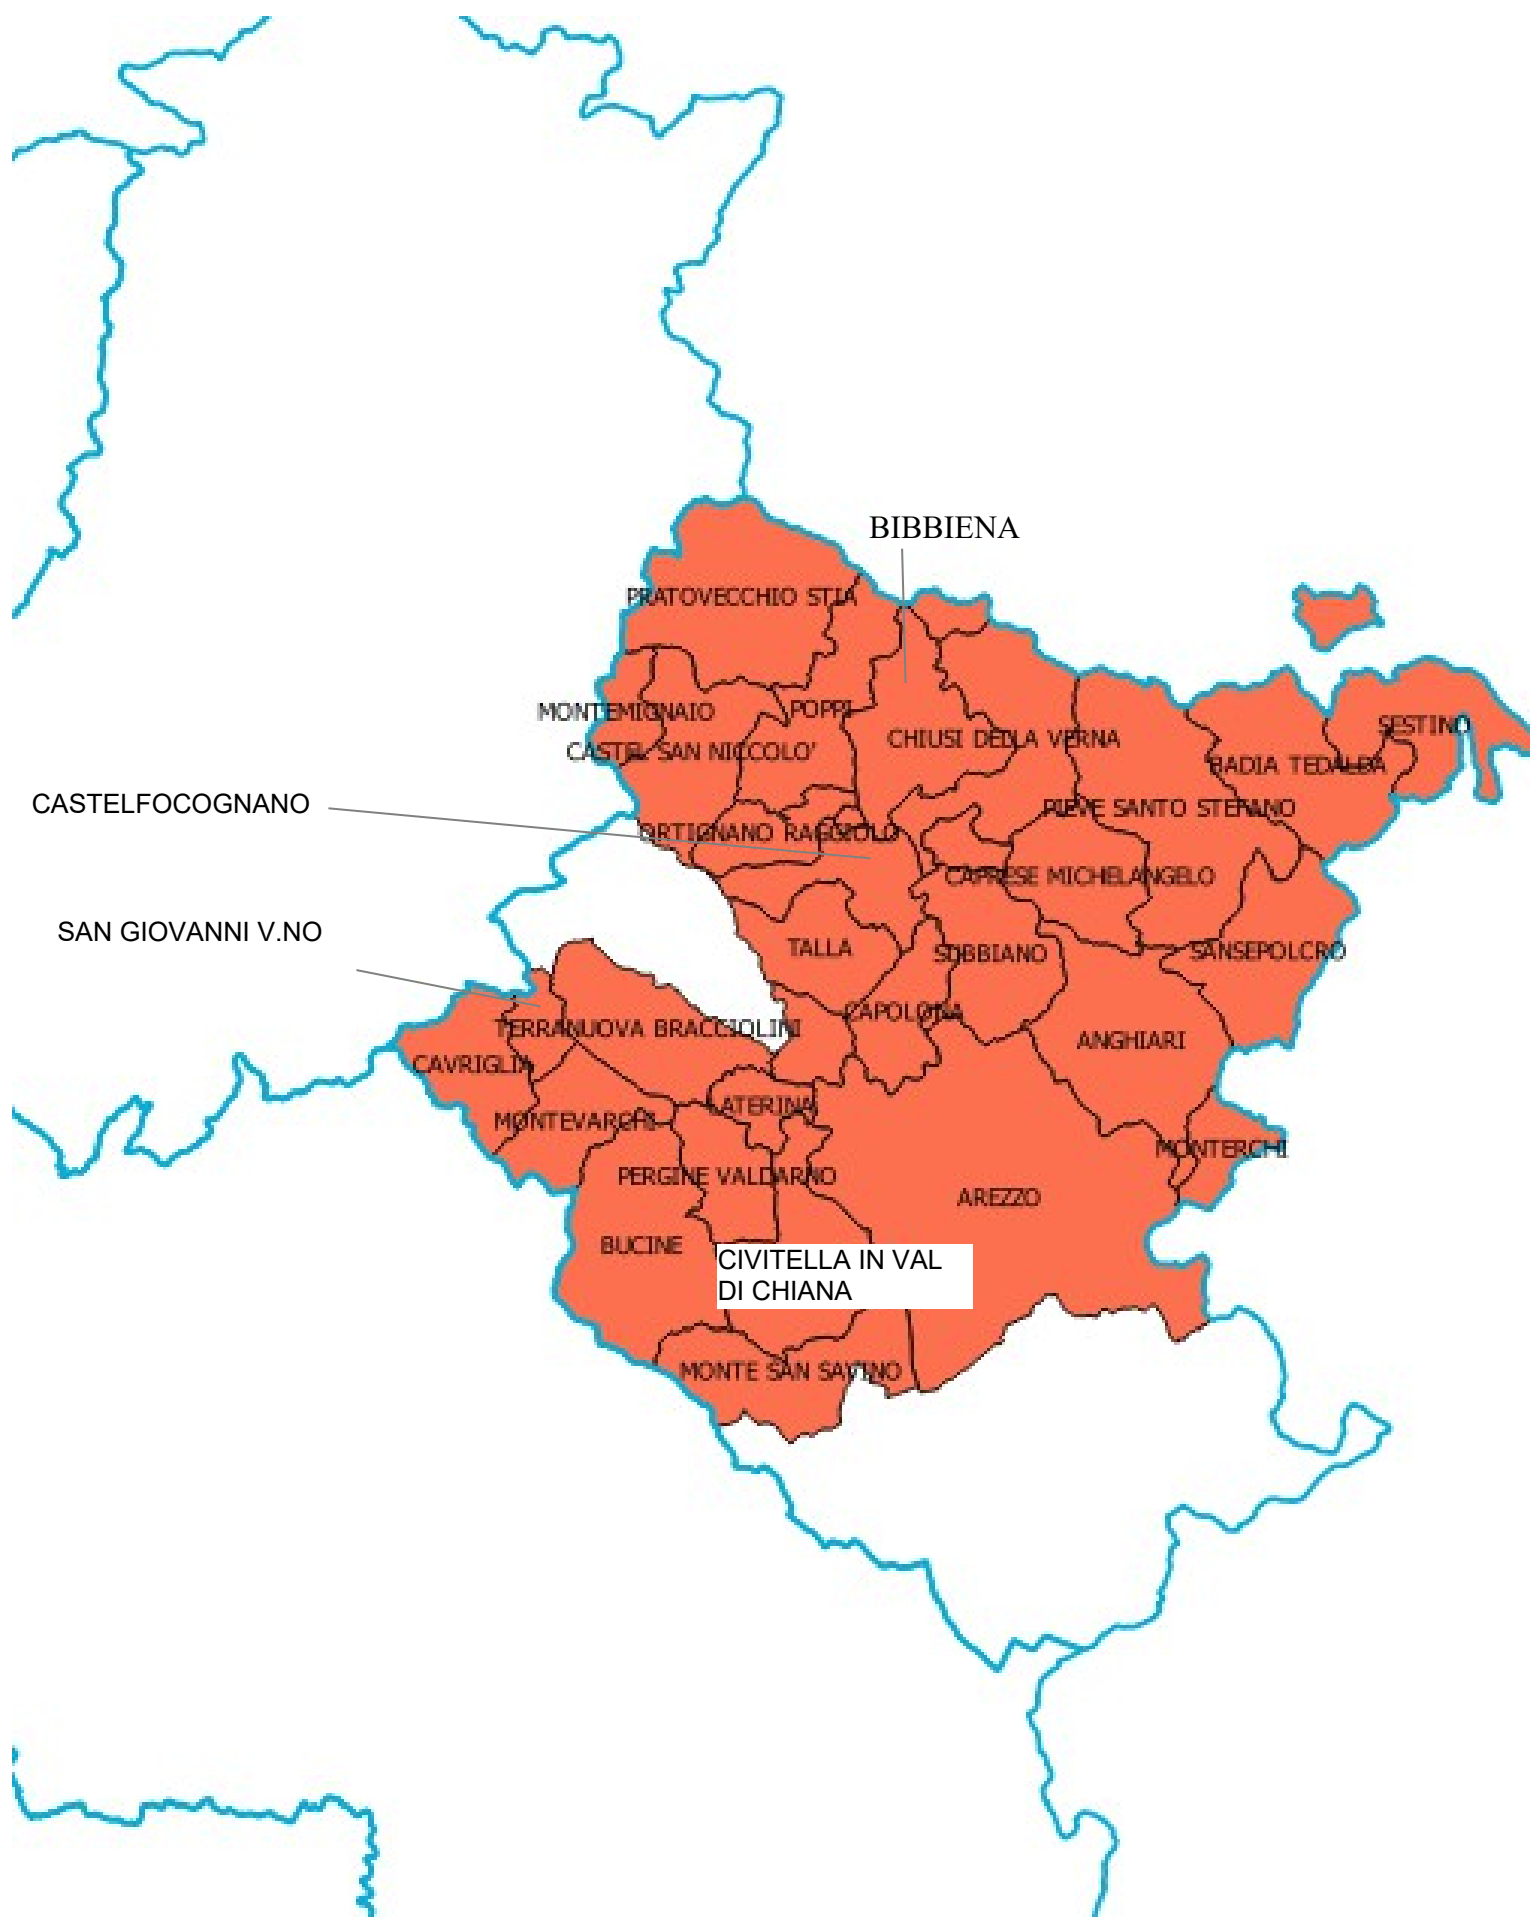 BIBBIENA
PRATOVECCHIO STIA
MONTEMIGNAIO
POPPI
SESTINO
CASTEL SAN NICCOLO'
CHIUSI DELLA VERNA
BADIA TEDALDA
CASTELFOCOGNANO
PIEVE SANTO STEFANO
ORTIGNANO RAGGIOLO
CAPRESE MICHELANGELO
SAN GIOVANNI V.NO
TALLA
SUBBIANO
SANSEPOLCRO
CAPOLONA
TERRANUOVA BRACCIOLINI
ANGHIARI
CAVRIGLIA
LATERINA
MONTEVARCHI
MONTERCHI
PERGINE VALDARNO
AREZZO
BUCINE
CIVITELLA IN VAL
DI CHIANA
MONTE SAN SAVINO